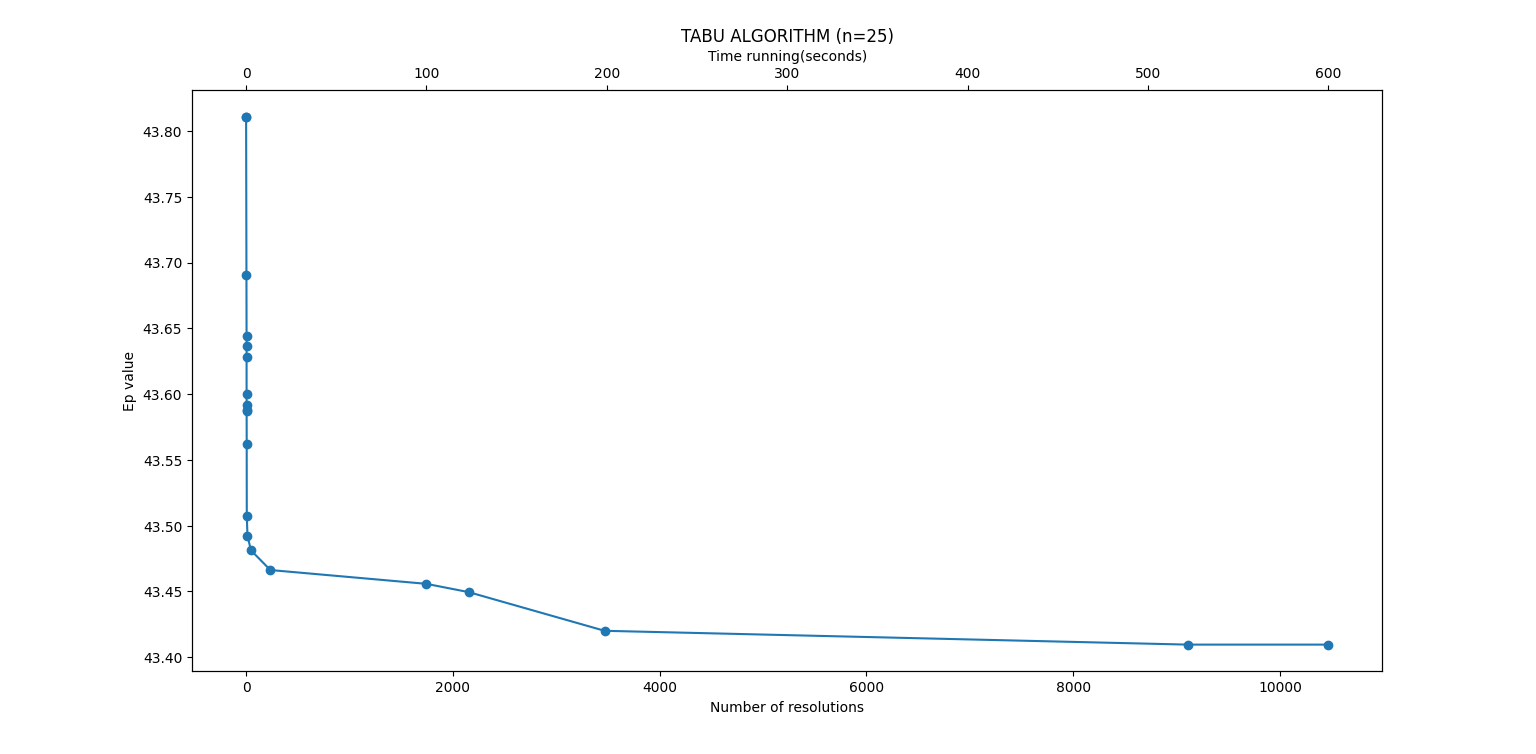 TABU ALGORITHM (n=25)
Time running(seconds)
0 100 200 300 400 500 600
43.80
43.75
43.70
43.65
43.60
43.55
43.50
43.45
43.40
Ep value
0 2000 4000 6000 8000 10000
Number of resolutions